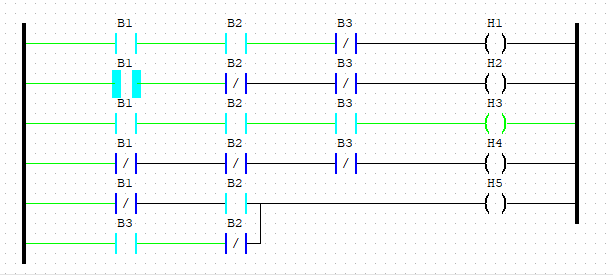 B1 B2 B3 H1
/
B1 B2 B3 H2
/ /
B1 B2 B3 H3
B1 B2 B3 H4
/ / /
B1 B2 H5
/
B3 B2
/